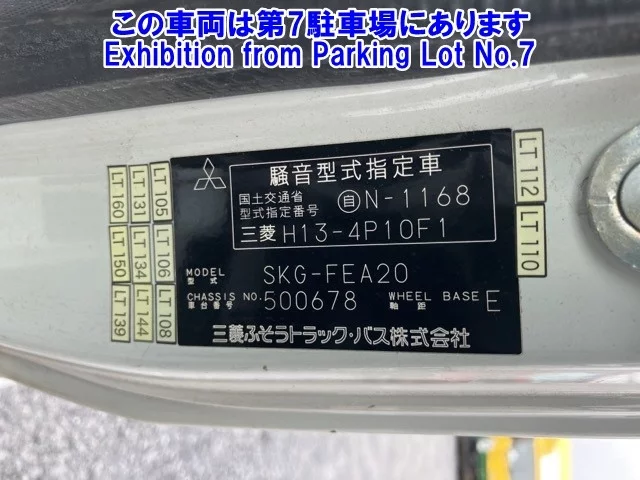 この車両は第7駐車場にあります
Exhibition from Parking Lot No.7
騒音型式指定車
国土交通省
型式指定番号 自 N-1168
三菱 H13-4P10F1
MODEL
型式
SKG-FEA20
CHASSIS NO.
車台番号
500678
WHEEL BASE
軸距
E
三菱ふそうトラック・バス株式会社
LT 160
LT 131
LT 105
LT 150
LT 134
LT 106
LT 139
LT 144
LT 108
LT 112
LT 110